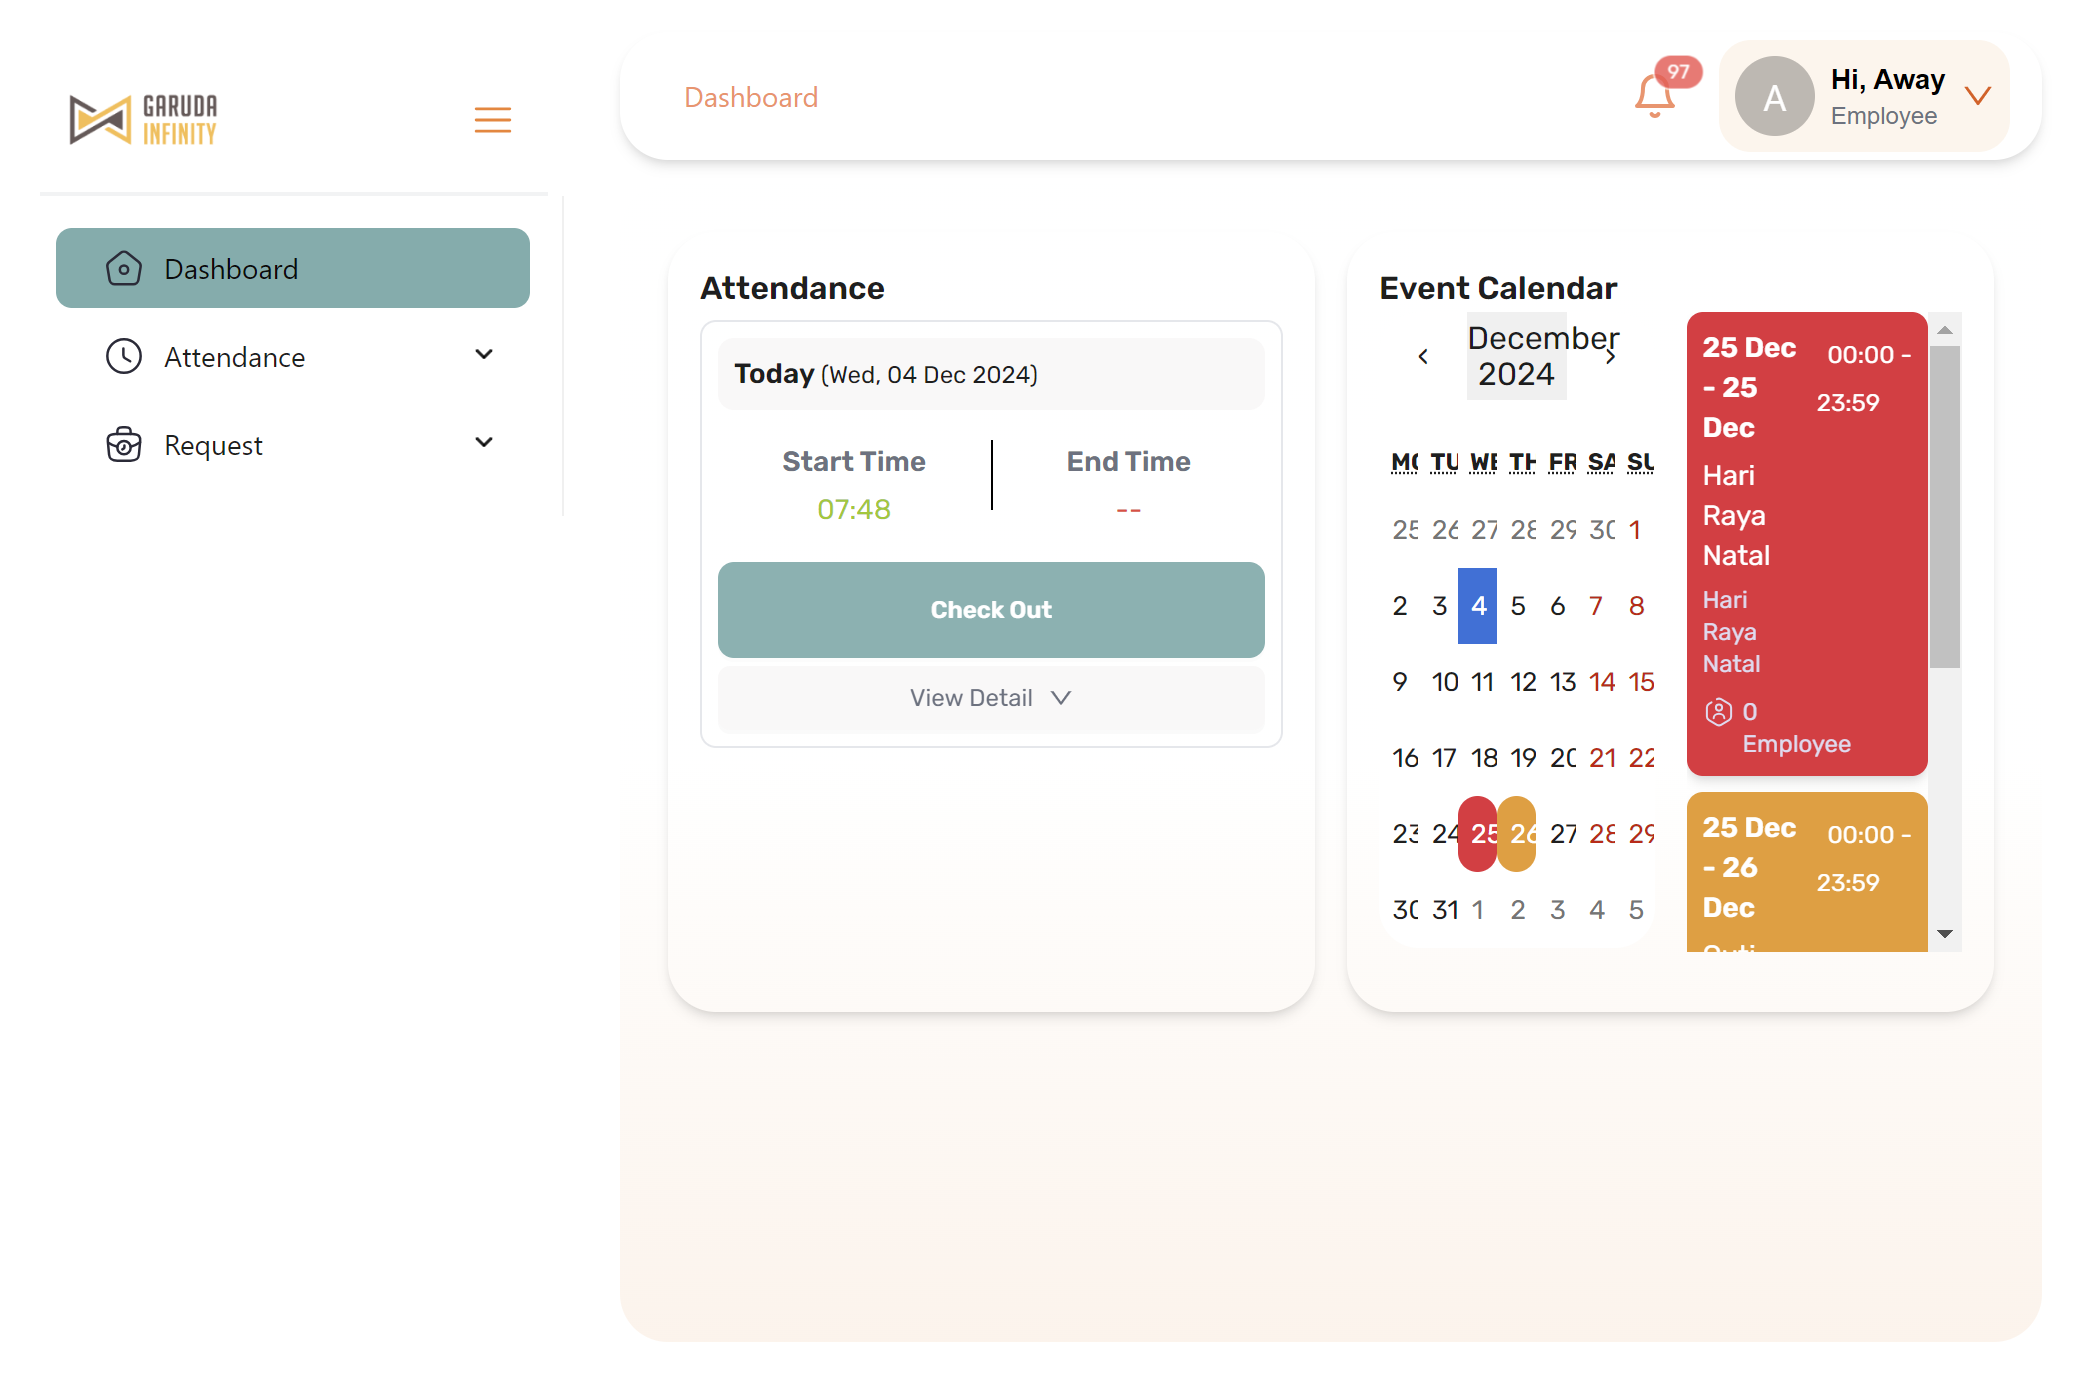 GARUDA
INFINITY
Dashboard
Attendance
Request
Dashboard
97
A
Hi, Away
Employee
Attendance
Today (Wed, 04 Dec 2024)
Start Time
07:48
End Time
--
Check Out
View Detail
Event Calendar
December
2024
TU TH FR SA
25 26 27 28 29 30 1
2 3 4 5 6 7 8
9 10 11 12 13 14 15
16 17 18 19 20 21 22
23 24 25 26 27 28 29
30 31 1 2 3 4 5
25 Dec
- 25
Dec
00:00 -
23:59
Hari
Raya
Natal
Hari
Raya
Natal
0
Employee
25 Dec
- 26
Dec
00:00 -
23:59